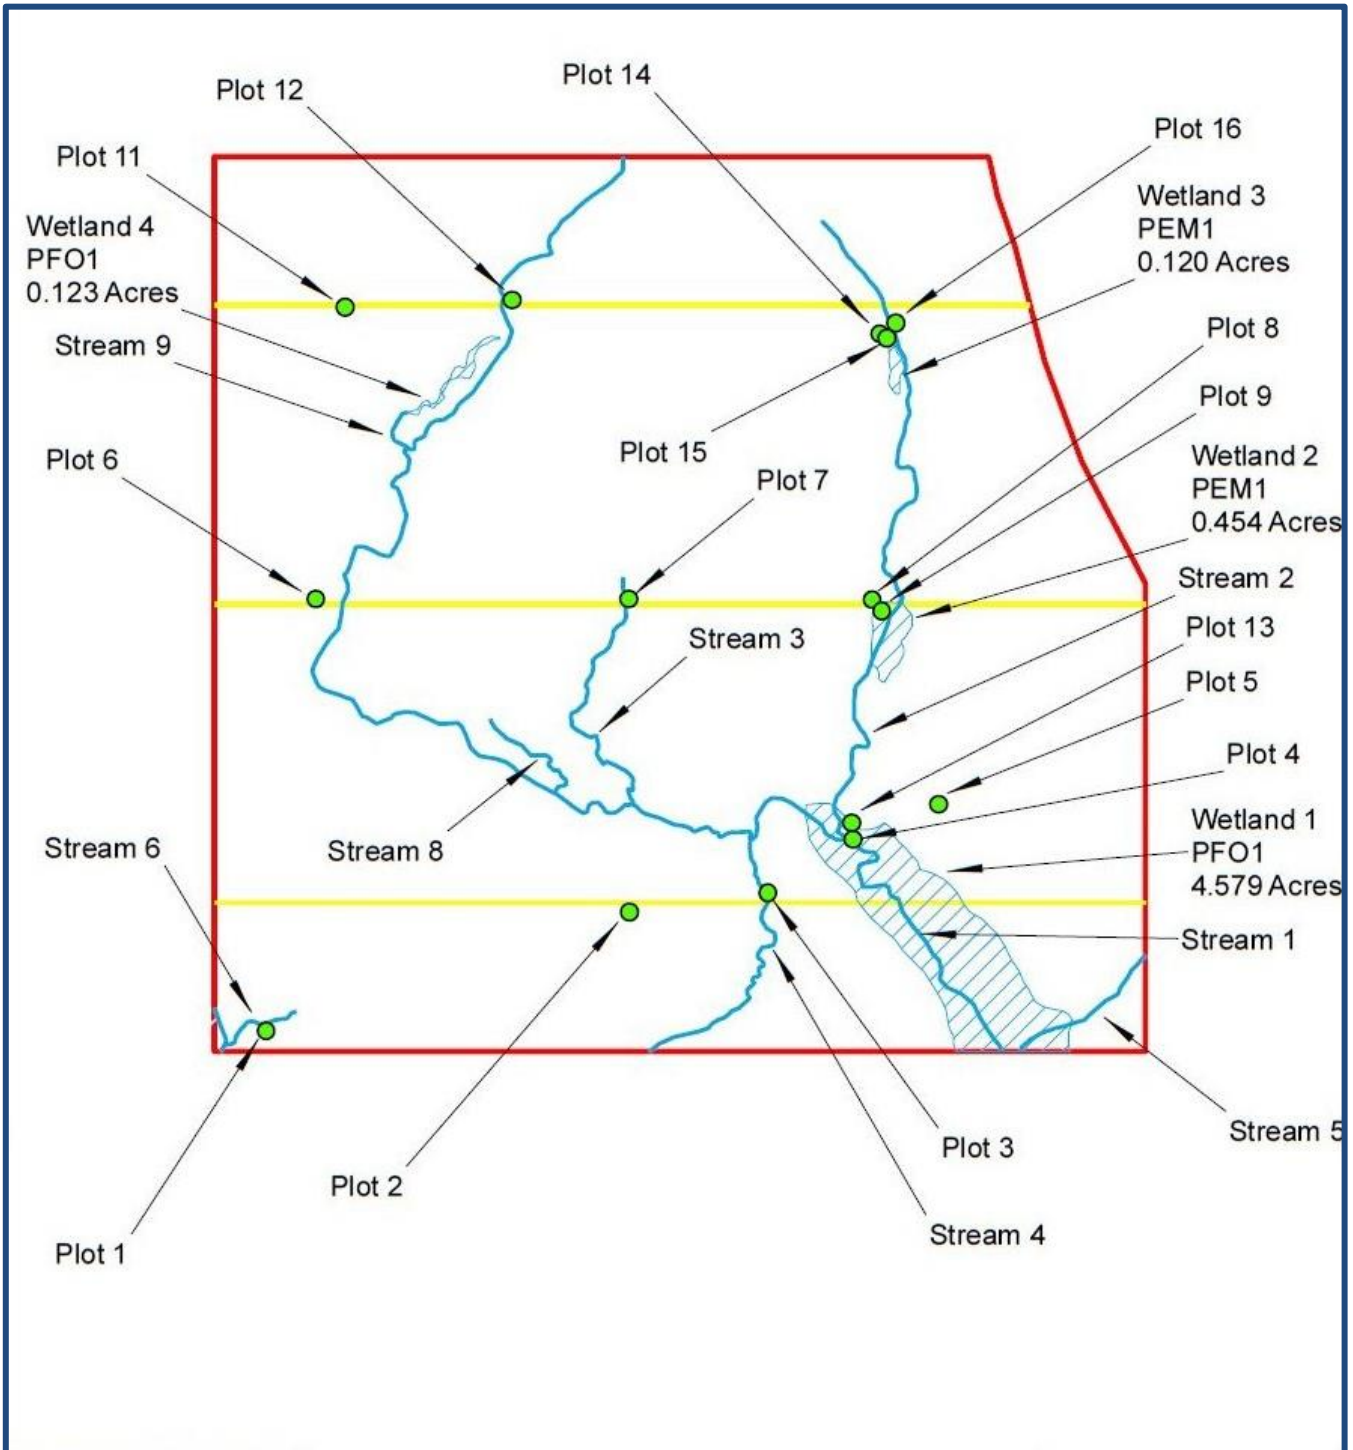 Plot 14
Plot 12
Plot 16
Plot 11
Wetland 3
PEM1
0.120 Acres
Wetland 4
PFO1
0.123 Acres
Plot 8
Stream 9
Plot 9
Plot 15
Plot 6
Wetland 2
PEM1
0.454 Acres
Plot 7
Stream 2
Plot 13
Stream 3
Plot 5
Plot 4
Wetland 1
PFO1
4.579 Acres
Stream 6
Stream 8
Stream 1
Stream 5
Plot 3
Plot 2
Stream 4
Plot 1